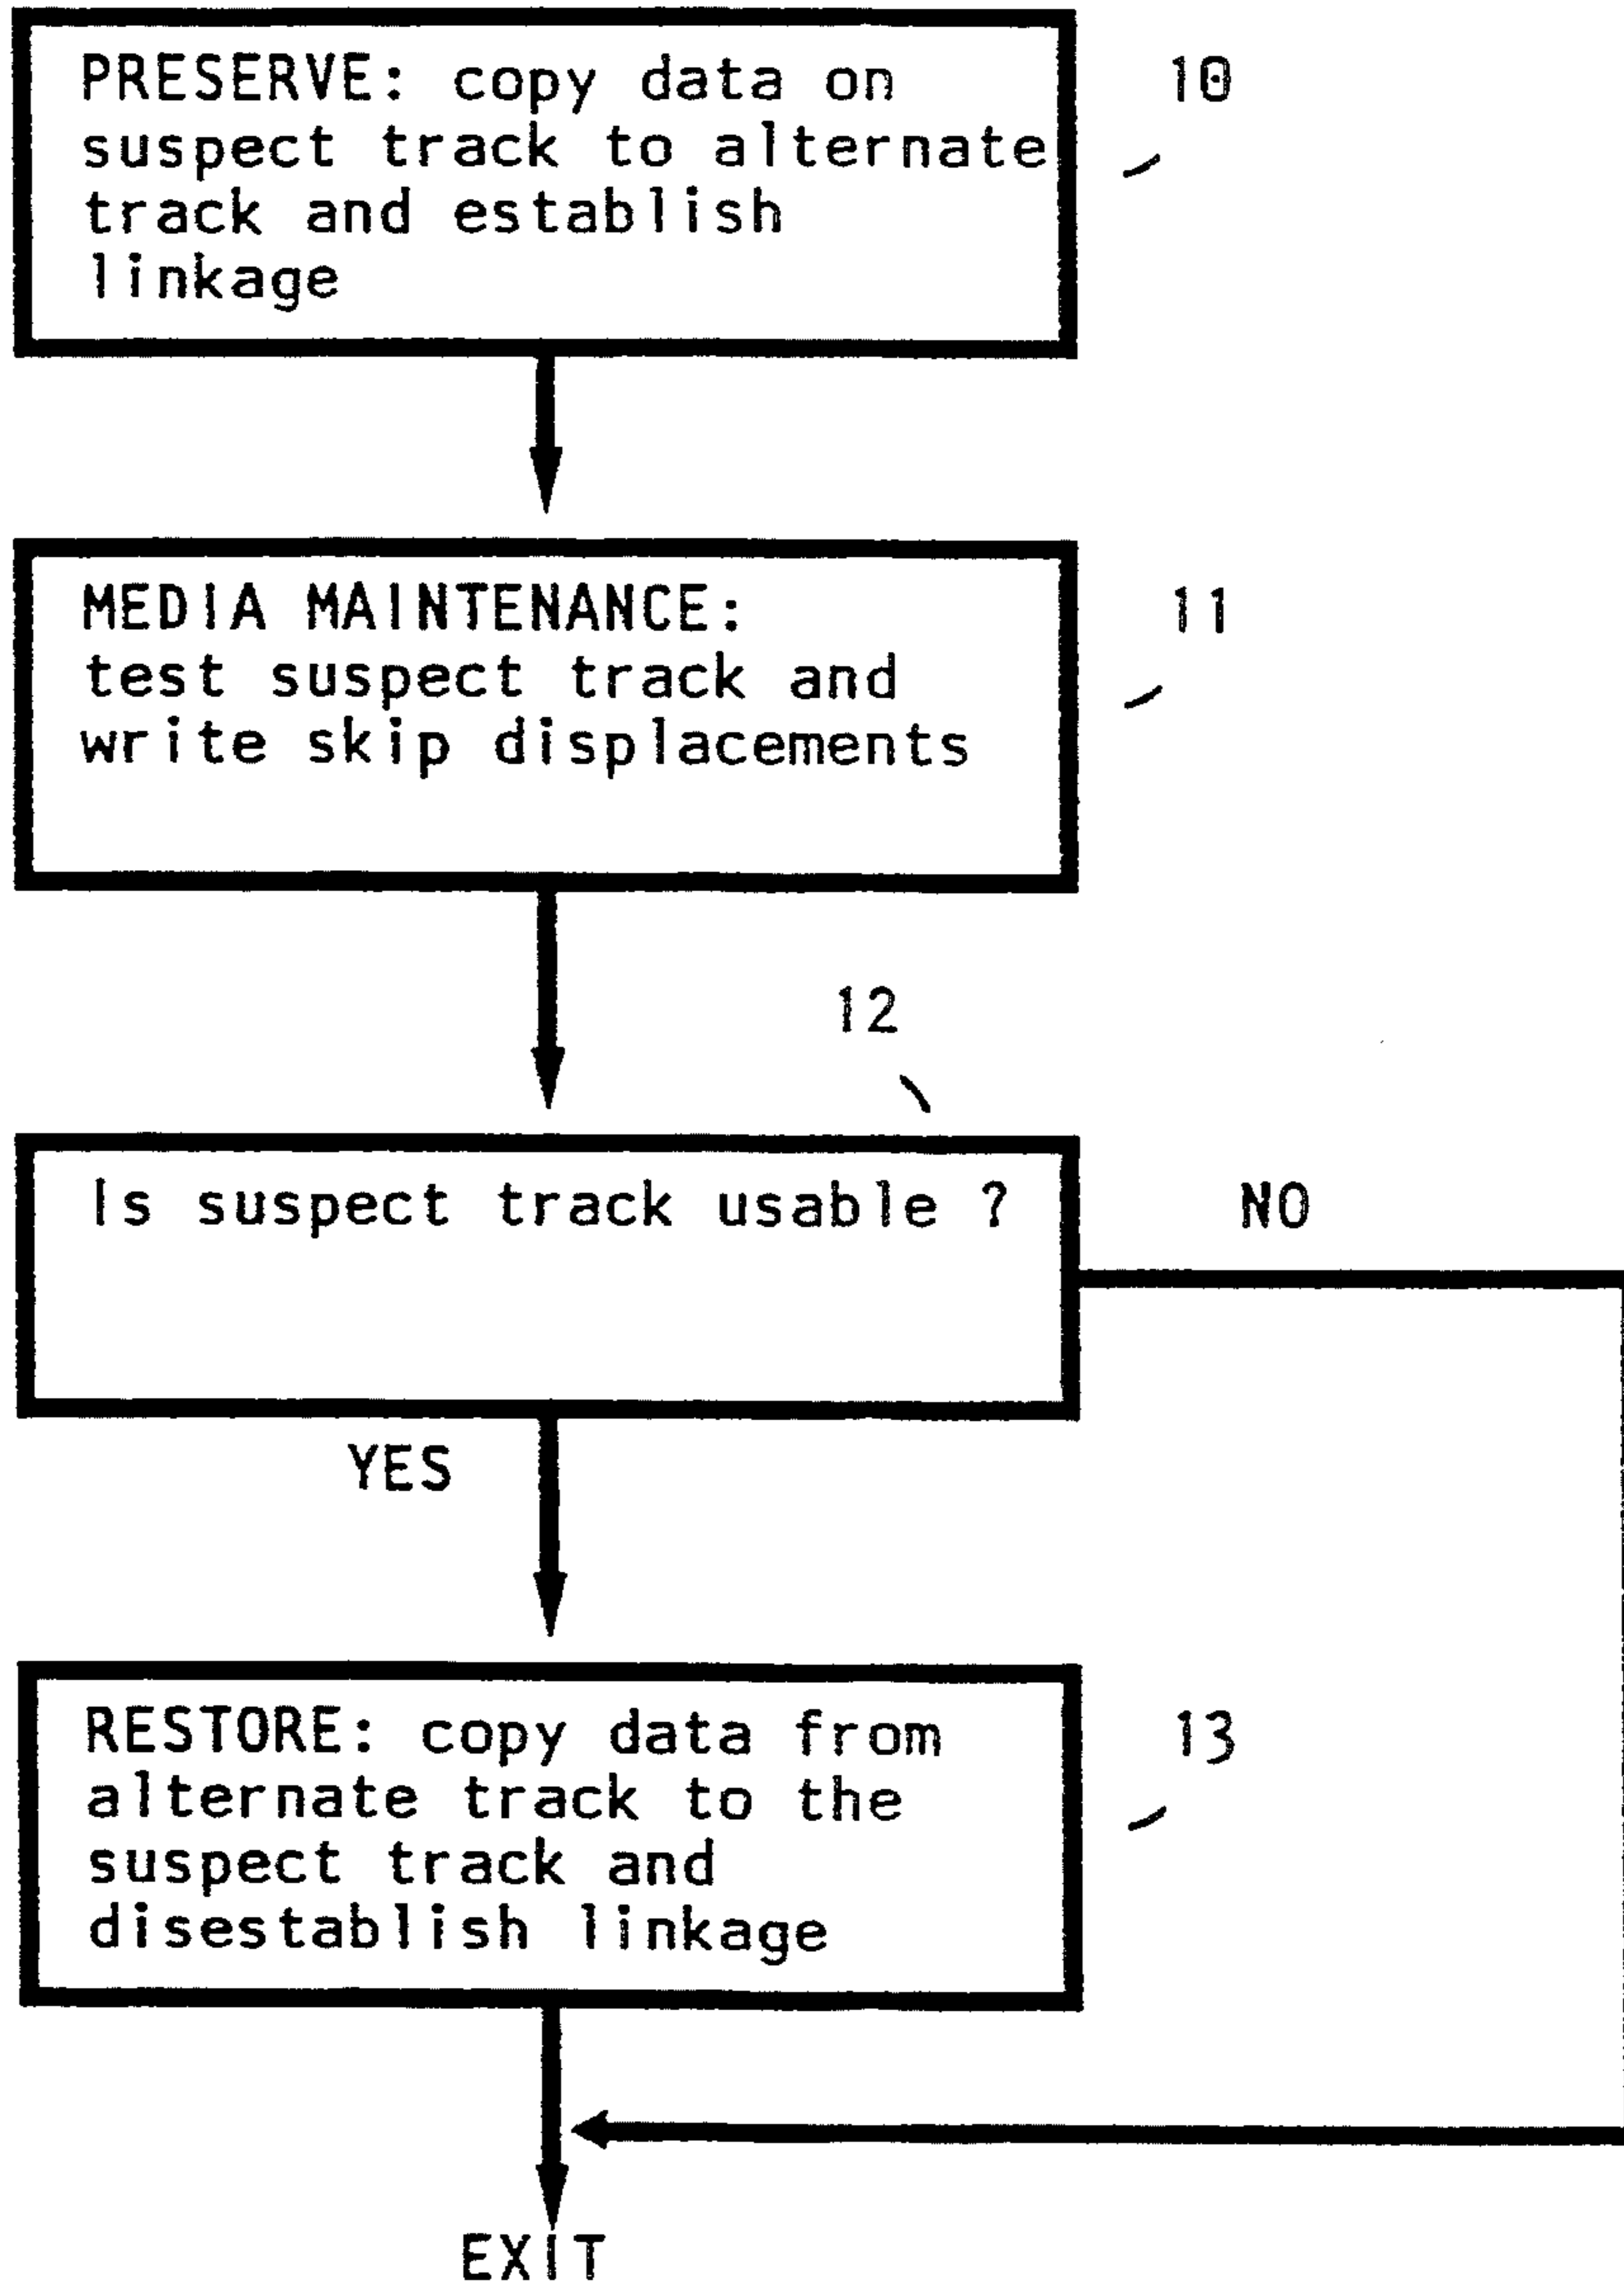 PRESERVE: copy data on
suspect track to alternate
track and establish
linkage
10
MEDIA MAINTENANCE:
test suspect track and
write skip displacements
11
12
Is suspect track usable ?
NO
YES
RESTORE: copy data from
alternate track to the
suspect track and
disestablish linkage
13
EXIT